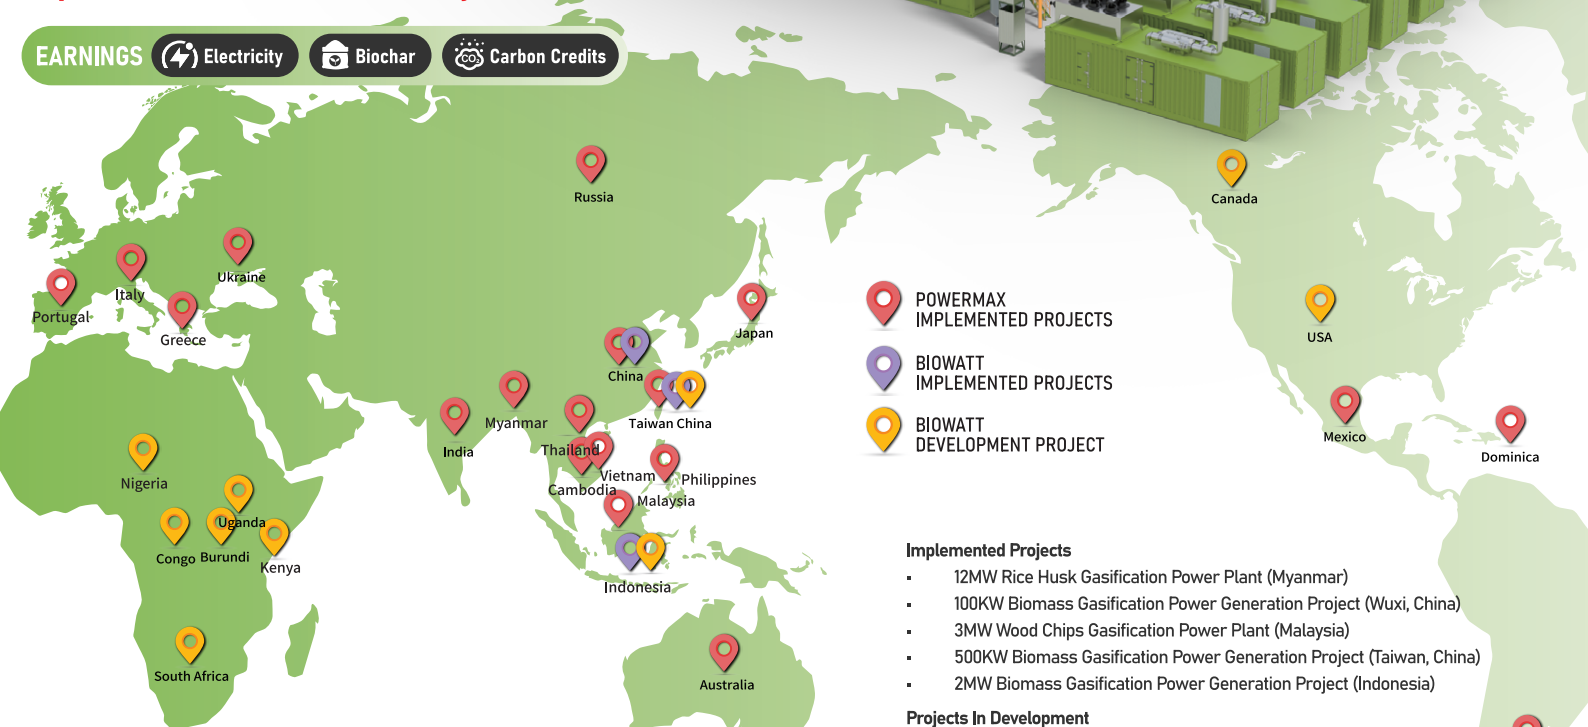 EARNINGS
Electricity
Biochar
CO₂
Carbon Credits
Russia
Canada
Ukraine
Italy
Portugal
Greece
Japan
USA
China
Taiwan China
Myanmar
India
Thailand
Vietnam
Cambodia
Philippines
Malaysia
Indonesia
Mexico
Dominica
Nigeria
Uganda
Congo
Burundi
Kenya
South Africa
Australia
POWERMAX
IMPLEMENTED PROJECTS
BIOWATT
IMPLEMENTED PROJECTS
BIOWATT
DEVELOPMENT PROJECT
Implemented Projects
▪ 12MW Rice Husk Gasification Power Plant (Myanmar)
▪ 100KW Biomass Gasification Power Generation Project (Wuxi, China)
▪ 3MW Wood Chips Gasification Power Plant (Malaysia)
▪ 500KW Biomass Gasification Power Generation Project (Taiwan, China)
▪ 2MW Biomass Gasification Power Generation Project (Indonesia)
Projects In Development